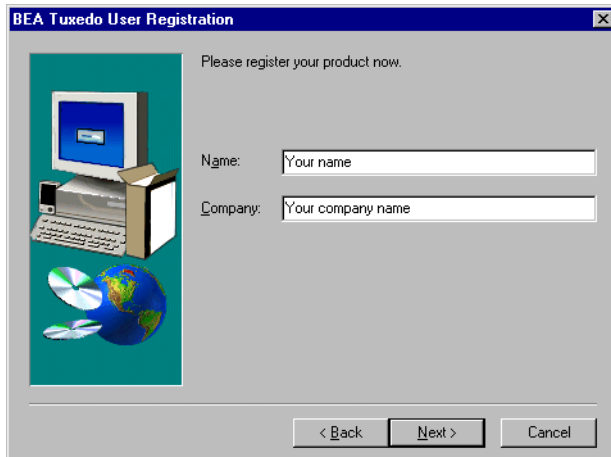 BEA Tuxedo User Registration
Please register your product now.
Name: Your name
Company: Your company name
< Back Next > Cancel